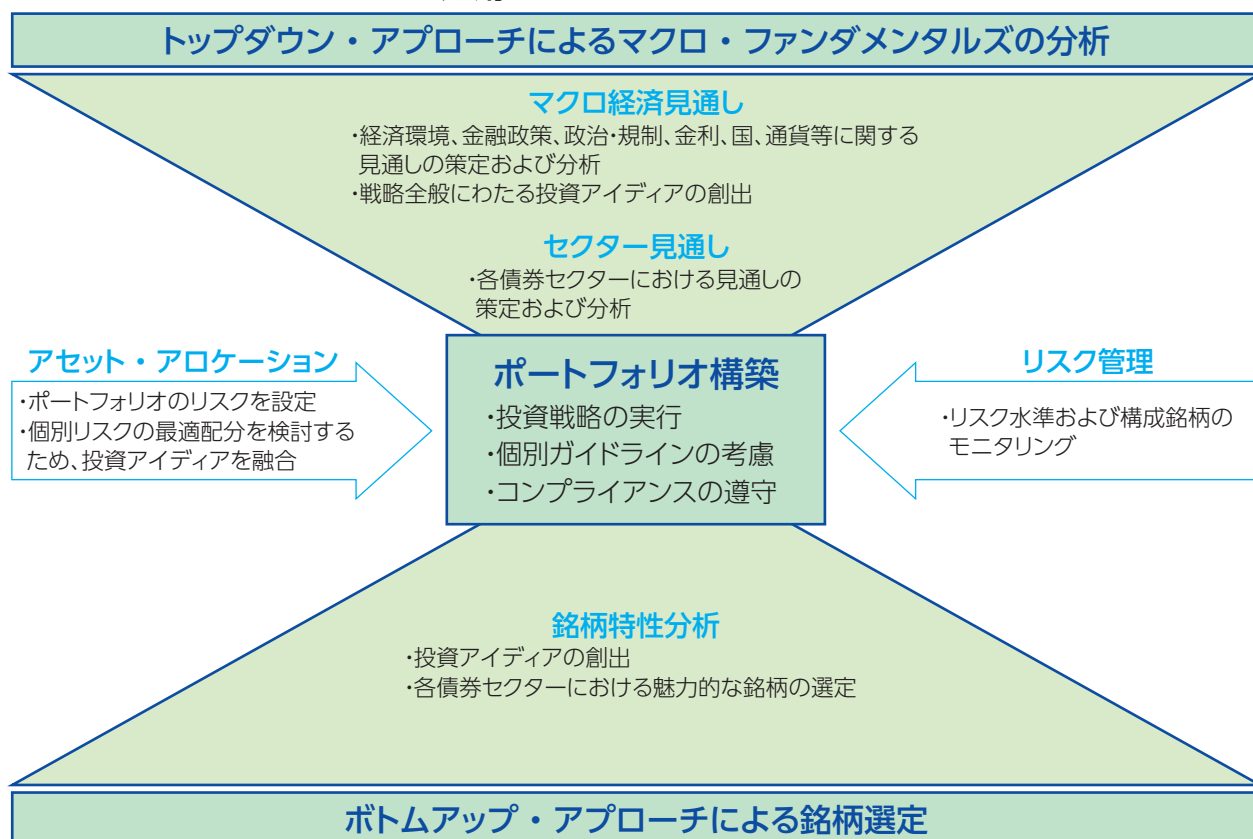 トップダウン・アプローチによるマクロ・ファンダメンタルズの分析
マクロ経済見通し
・経済環境、金融政策、政治・規制、金利、国、通貨等に関する
見通しの策定および分析
・戦略全般にわたる投資アイディアの創出
セクター見通し
・各債券セクターにおける見通しの
策定および分析
アセット・アロケーション
・ポートフォリオのリスクを設定
・個別リスクの最適配分を検討する
ため、投資アイディアを融合
ポートフォリオ構築
・投資戦略の実行
・個別ガイドラインの考慮
・コンプライアンスの遵守
リスク管理
・リスク水準および構成銘柄の
モニタリング
銘柄特性分析
・投資アイディアの創出
・各債券セクターにおける魅力的な銘柄の選定
ボトムアップ・アプローチによる銘柄選定